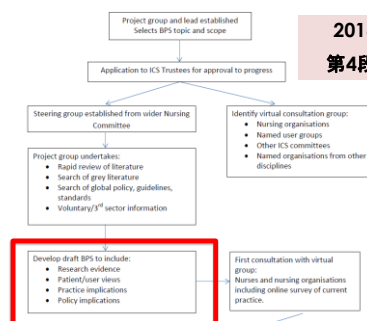 Project group and lead established
Selects BPS topic and scope
201
第4段
Application to ICS Trustees for approval to progress
Steering group established from wider Nursing
Committee
Identify virtual consultation group:
• Nursing organisations
• Named user groups
• Other ICS committees
• Named organisations from other
disciplines
Project group undertakes:
• Rapid review of literature
• Search of grey literature
• Search of global policy, guidelines,
standards
• Voluntary/3rd sector information
Develop draft BPS to include:
• Research evidence
• Patient/user views
• Practice implications
• Policy implications
First consultation with virtual
group:
Nurses and nursing organisations
including online survey of current
practice.